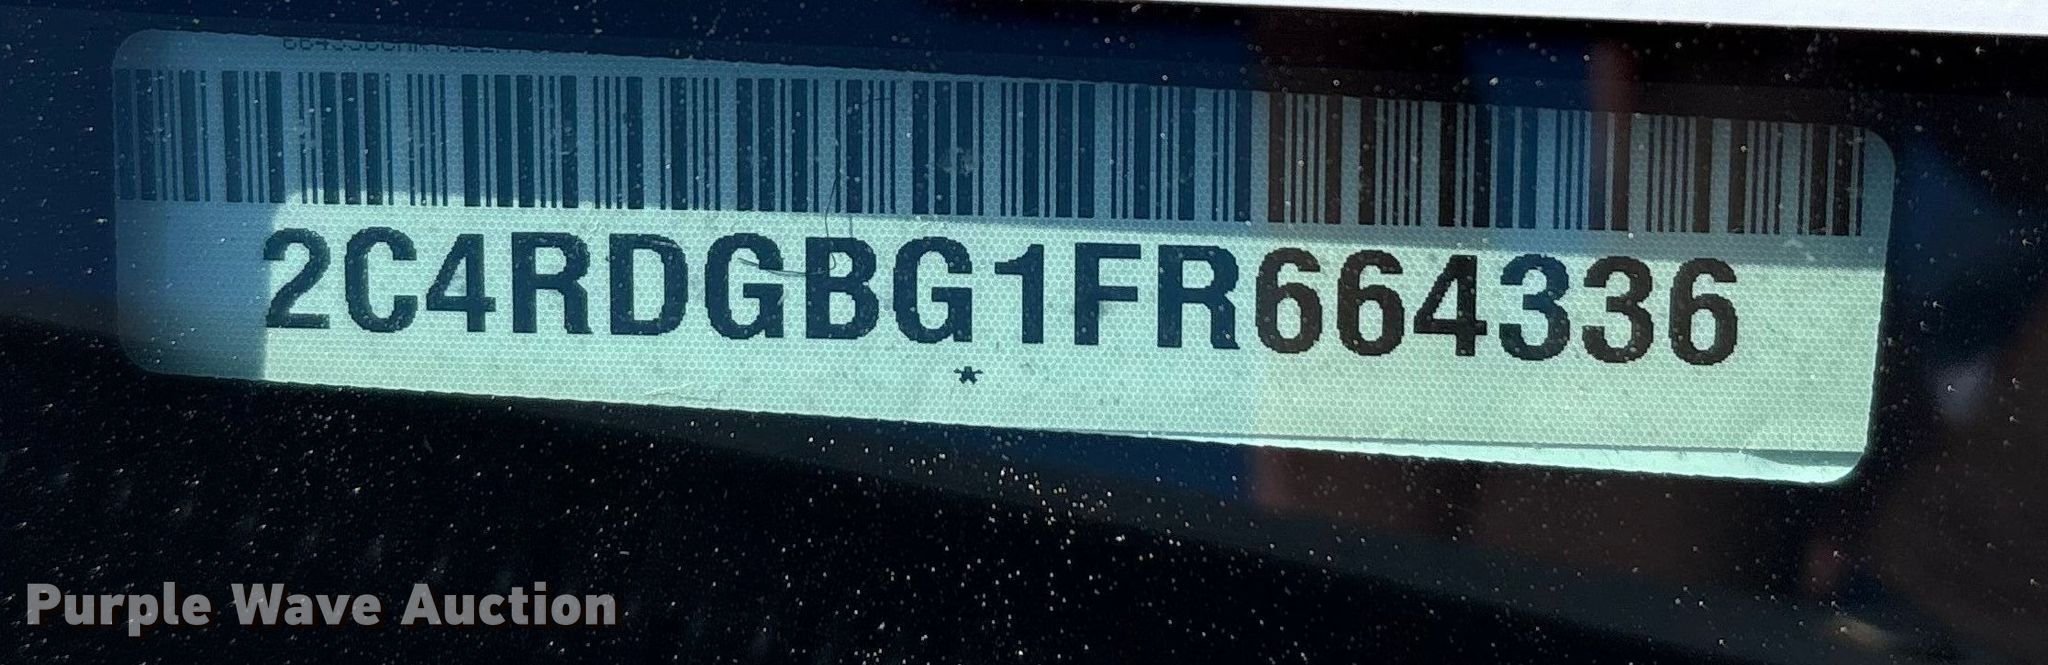 2C4RDGBG1FR664336
*
Purple Wave Auction